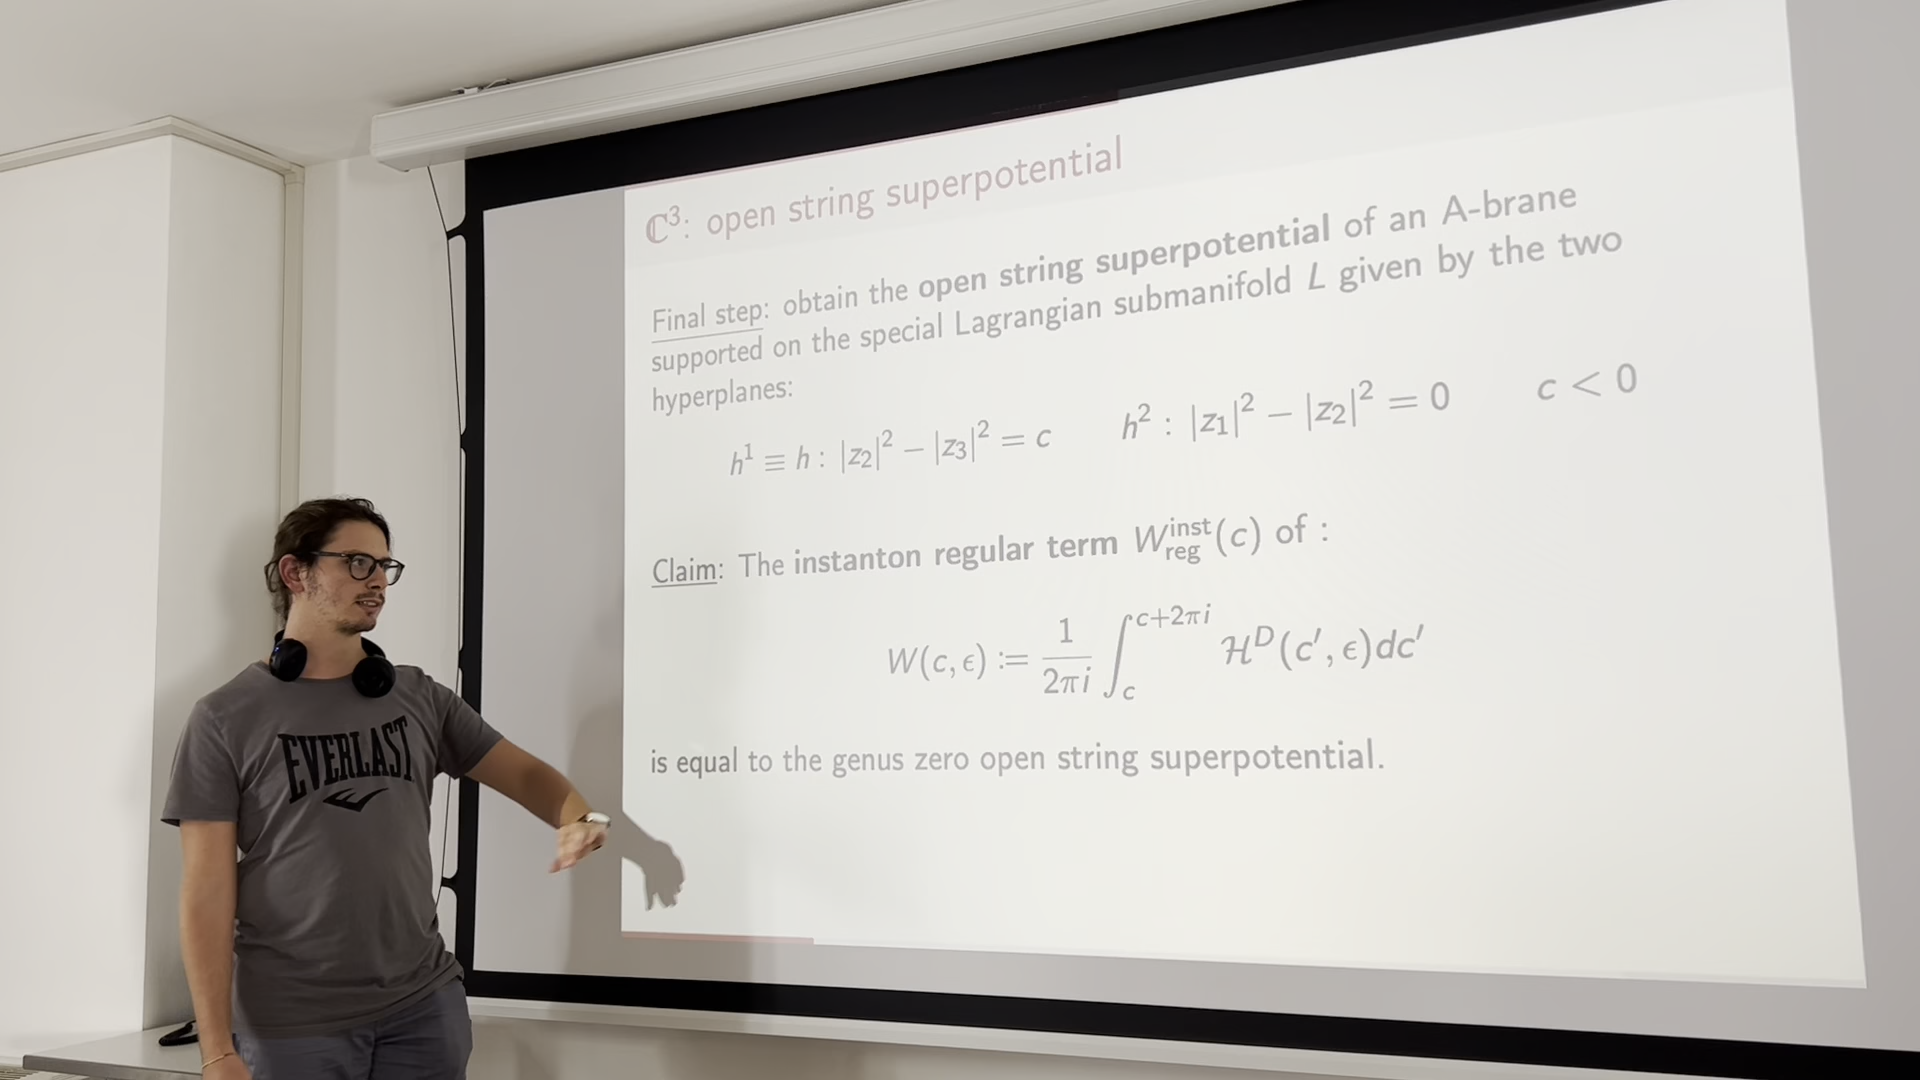 ℂ³: open string superpotential
Final step: obtain the open string superpotential of an A-brane
supported on the special Lagrangian submanifold L given by the two
hyperplanes:
h¹ ≡ h : |z₂|² − |z₃|² = c h² : |z₁|² − |z₂|² = 0 c < 0
Claim: The instanton regular term W_reg^inst(c) of :
W(c, ϵ) := 1/(2πi) ∫_c^{c+2πi} ℋᴰ(c′, ϵ)dc′
is equal to the genus zero open string superpotential.
EVERLAST